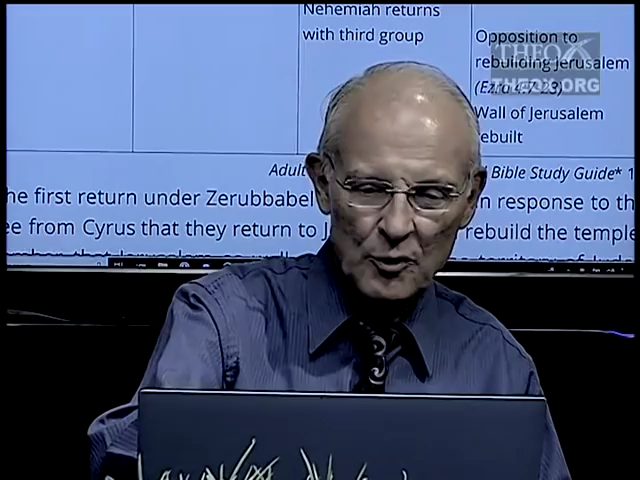 Nehemiah returns
with third group
Opposition to
rebuilding Jerusalem
(Ezra 4:7-23)
Wall of Jerusalem
rebuilt
THEOX
THEOX.ORG
Adult Bible Study Guide* 1
he first return under Zerubbabel n response to th
ee from Cyrus that they return to J rebuild the temple